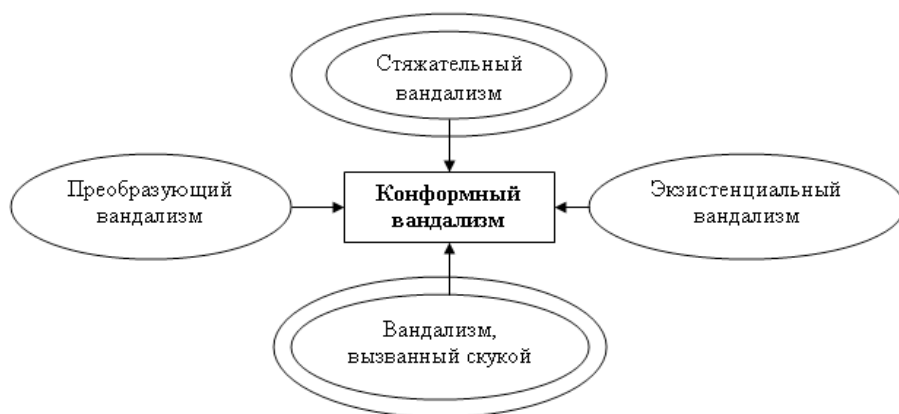 Стяжательный
вандализм
Преобразующий
вандализм
Конформный
вандализм
Экзистенциальный
вандализм
Вандализм,
вызванный скукой